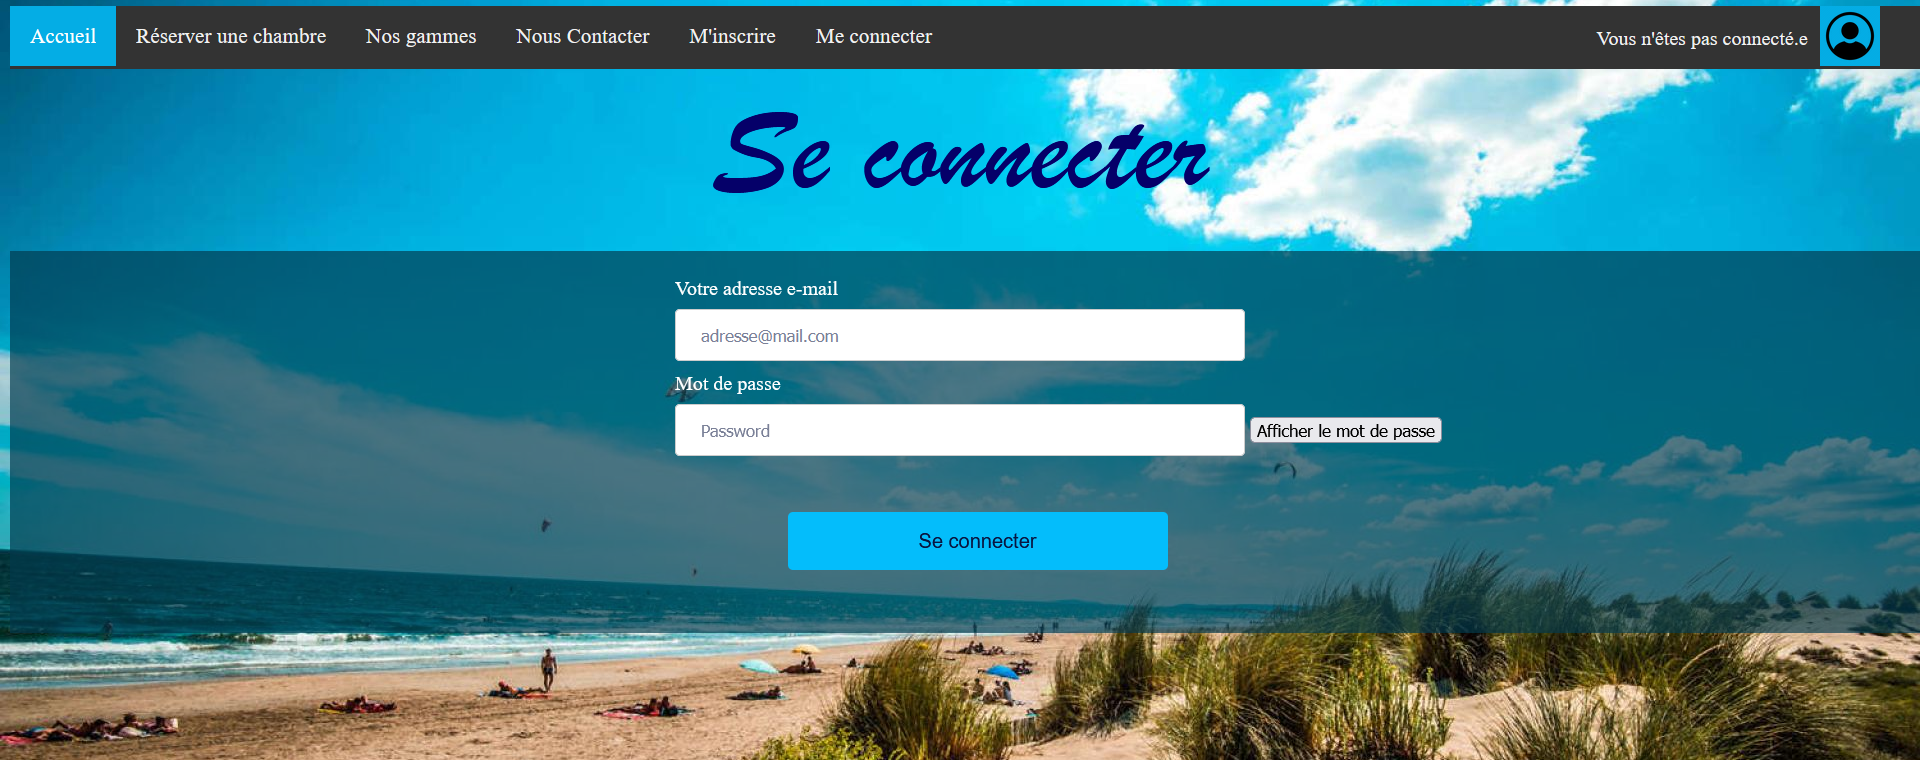 Accueil Réserver une chambre Nos gammes Nous Contacter M'inscrire Me connecter Vous n'êtes pas connecté.e
Se connecter
Votre adresse e-mail
adresse@mail.com
Mot de passe
Password Afficher le mot de passe
Se connecter